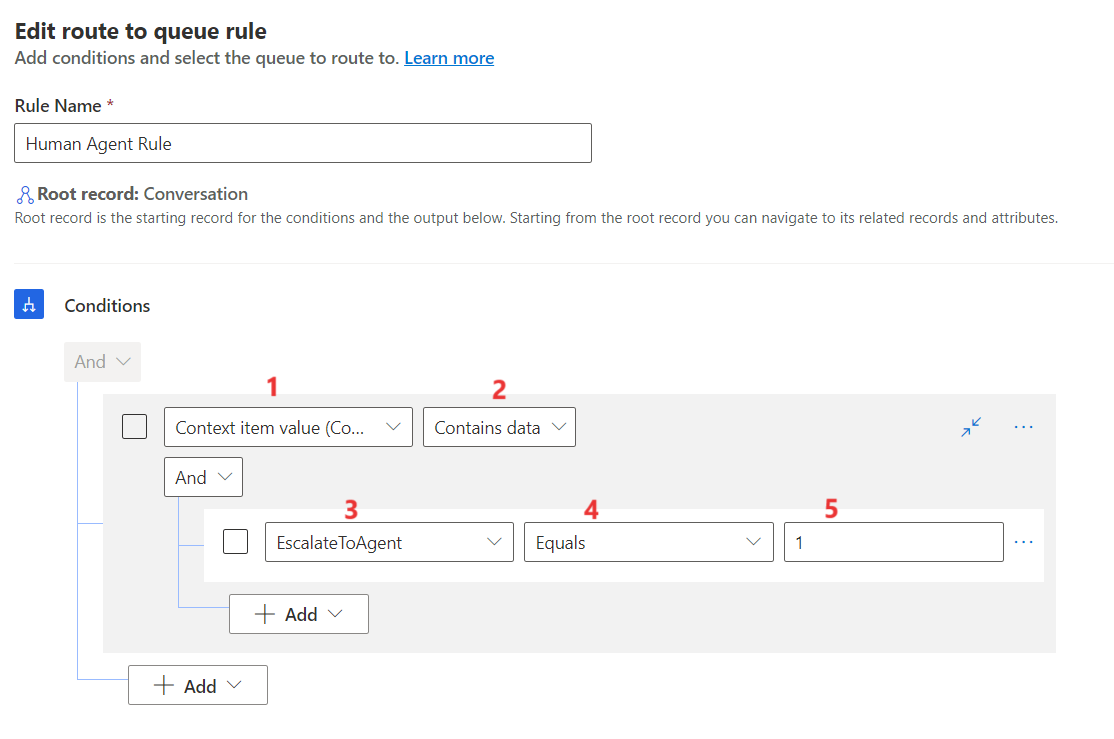 Edit route to queue rule
Add conditions and select the queue to route to. Learn more
Rule Name *
Human Agent Rule
Root record: Conversation
Root record is the starting record for the conditions and the output below. Starting from the root record you can navigate to its related records and attributes.
Conditions
And
1 2
Context item value (Co... Contains data
And
3 4 5
EscalateToAgent Equals 1
Add
Add